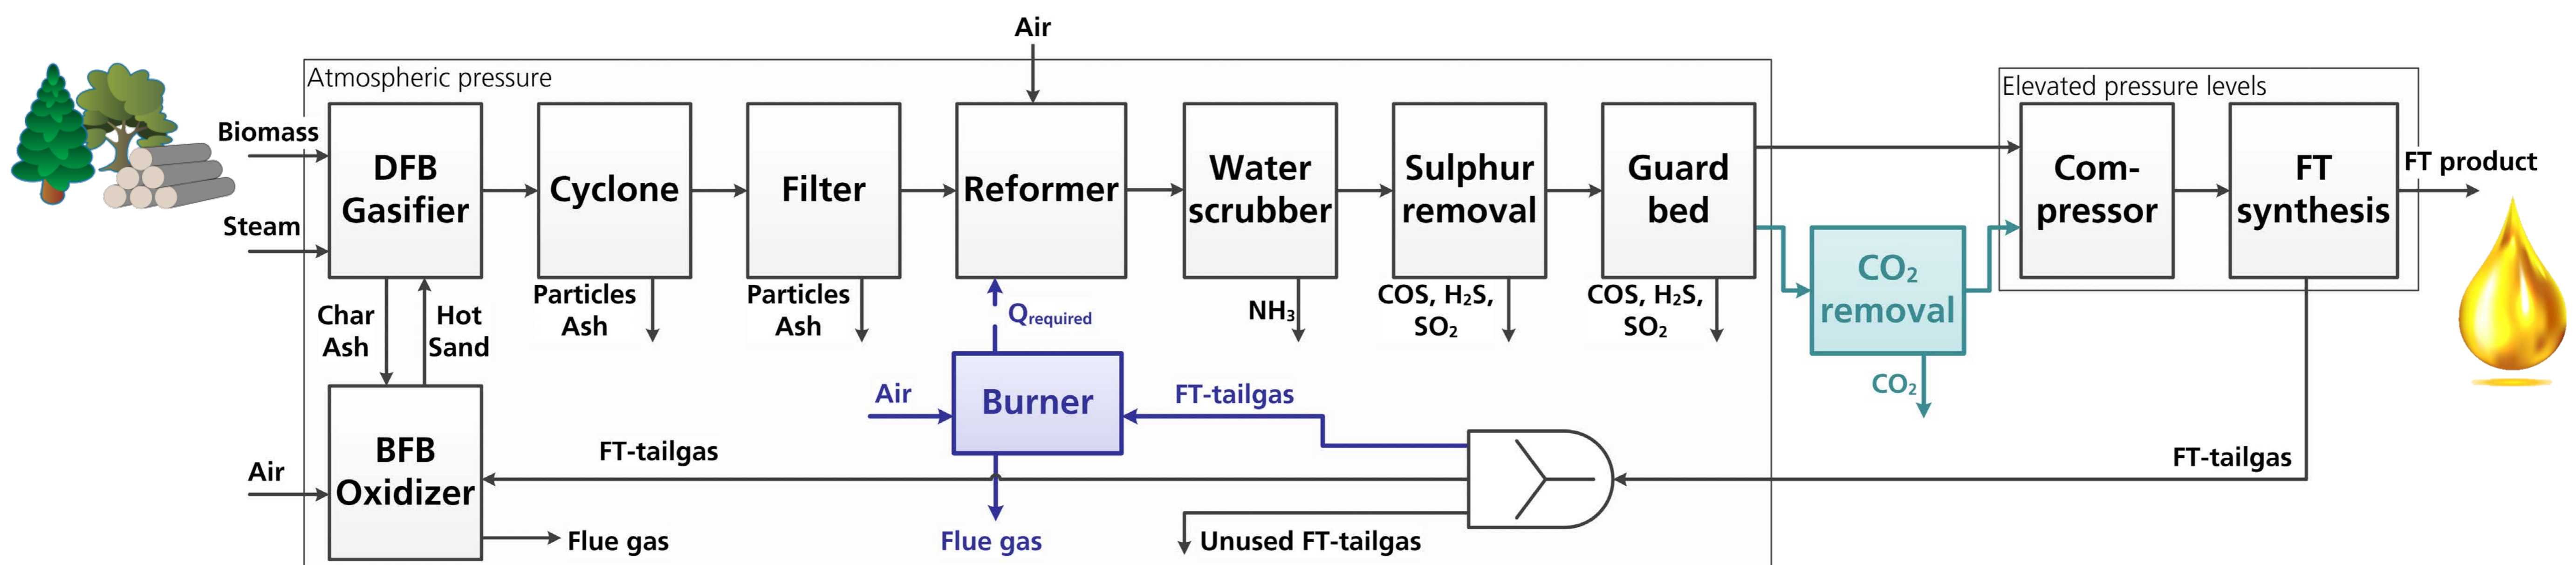 Air
Atmospheric pressure
Elevated pressure levels
Biomass
Steam
DFB
Gasifier
Cyclone
Filter
Reformer
Water
scrubber
Sulphur
removal
Guard
bed
Com-
pressor
FT
synthesis
FT product
CO₂
removal
CO₂
Char
Ash
Hot
Sand
Particles
Ash
Particles
Ash
Qrequired
NH₃
COS, H₂S,
SO₂
COS, H₂S,
SO₂
Air
Burner
FT-tailgas
BFB
Oxidizer
Air
FT-tailgas
FT-tailgas
Flue gas
Flue gas
Unused FT-tailgas